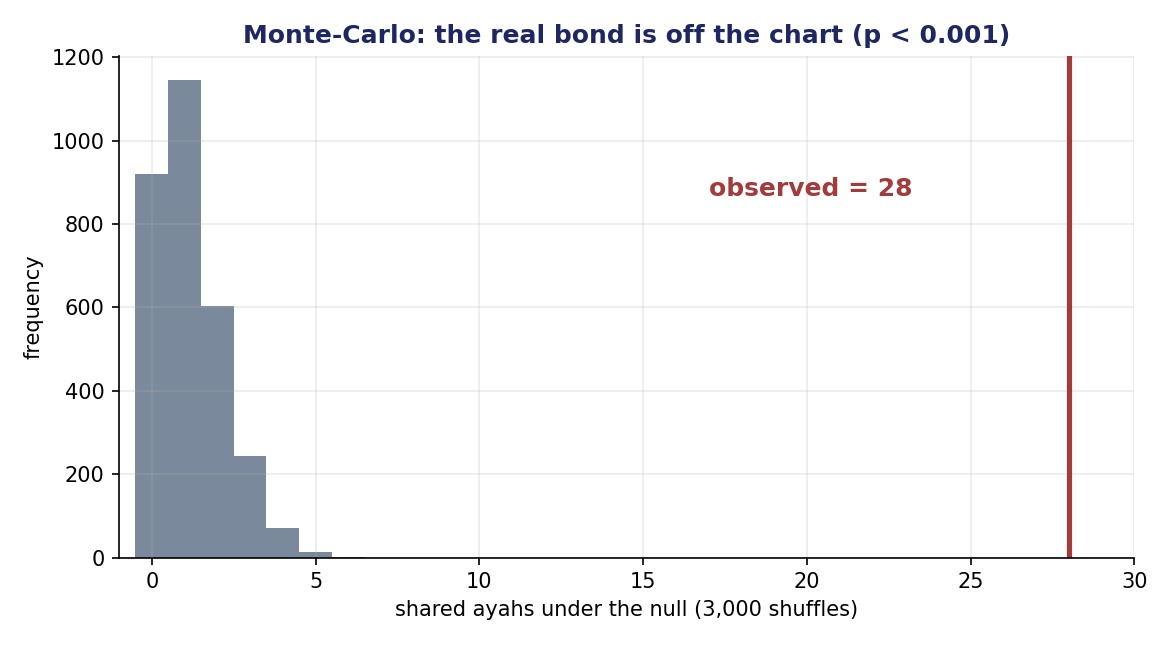 Monte-Carlo: the real bond is off the chart (p < 0.001)
1200
1000
800
600
400
200
0
frequency
observed = 28
0 5 10 15 20 25 30
shared ayahs under the null (3,000 shuffles)